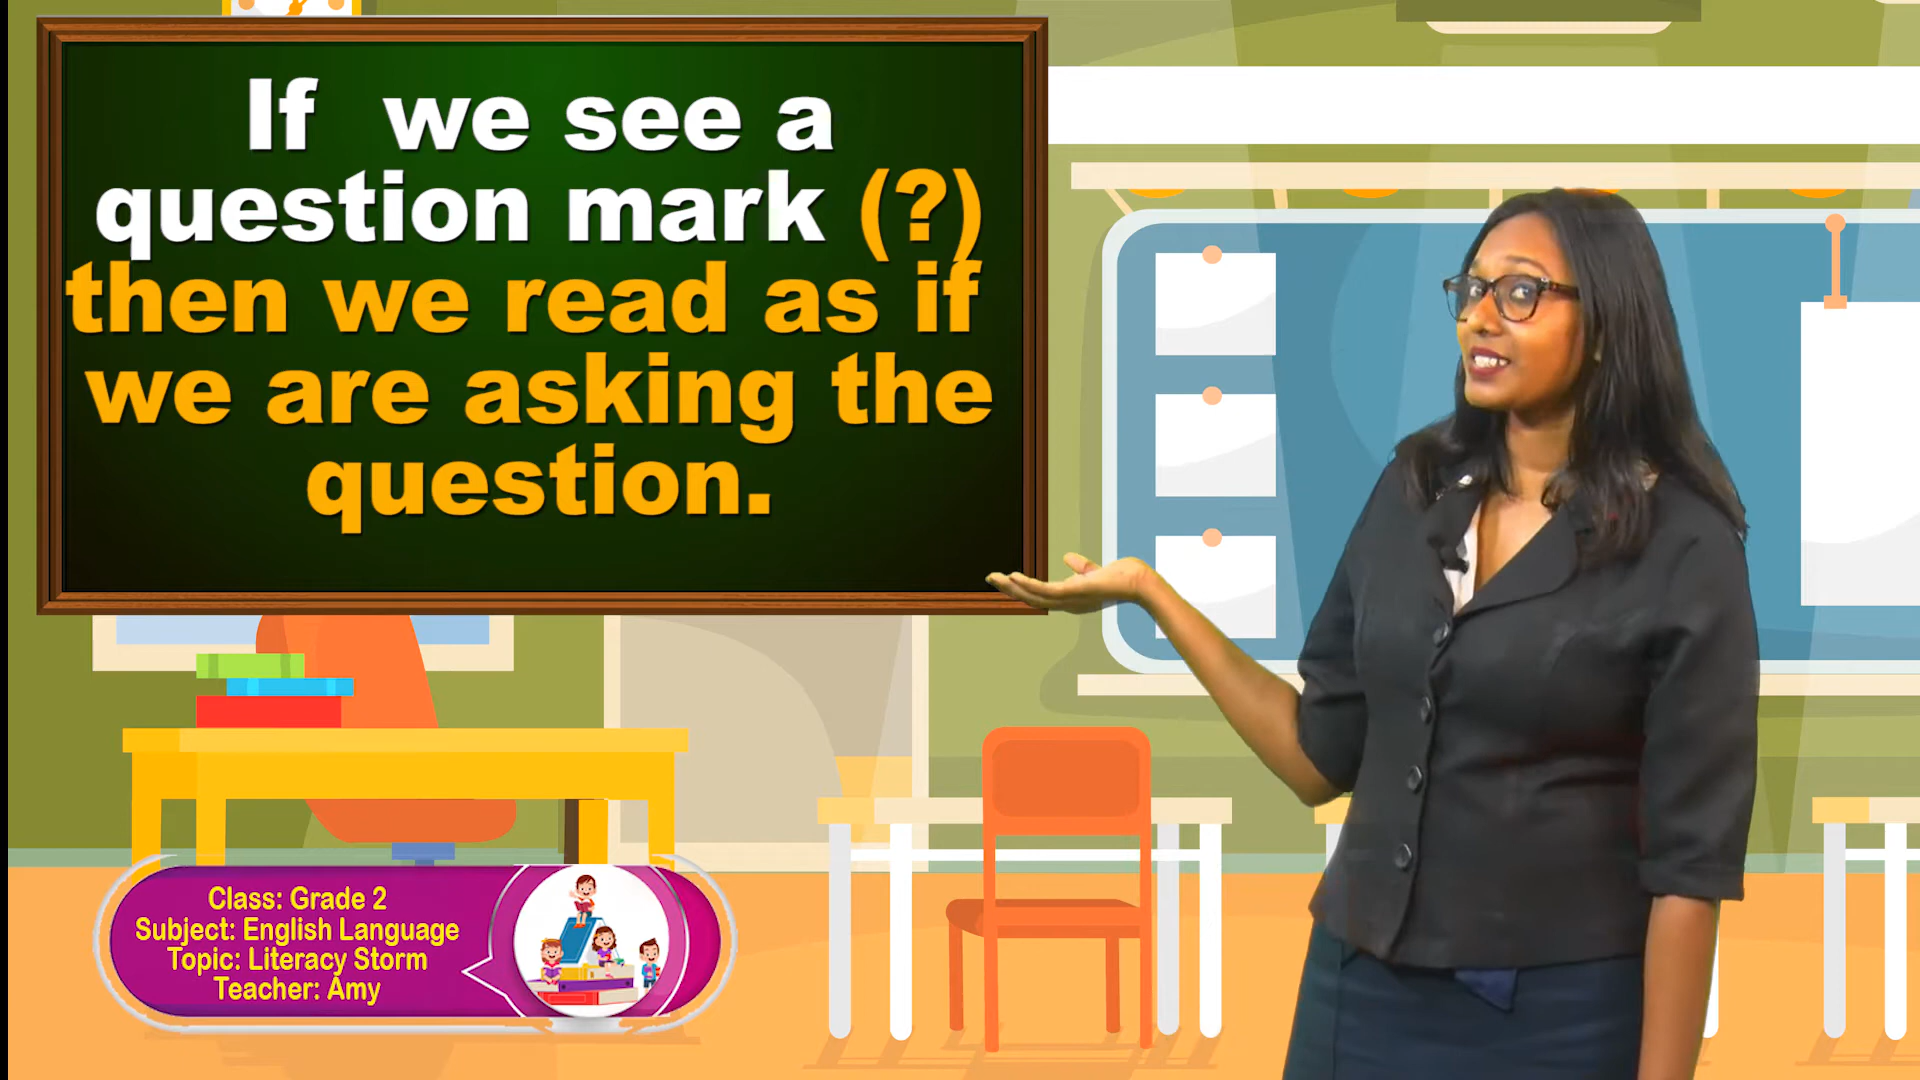 If we see a
question mark (?)
then we read as if
we are asking the
question.
Class: Grade 2
Subject: English Language
Topic: Literacy Storm
Teacher: Amy